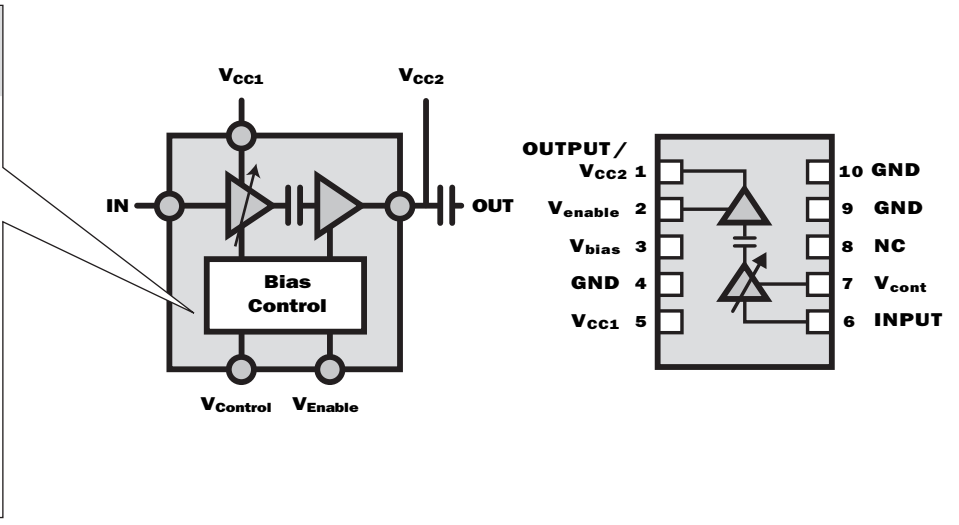 VCC1
VCC2
IN
OUT
Bias
Control
VControl
VEnable
OUTPUT/
VCC2 1
Venable 2
Vbias 3
GND 4
VCC1 5
10 GND
9 GND
8 NC
7 Vcont
6 INPUT